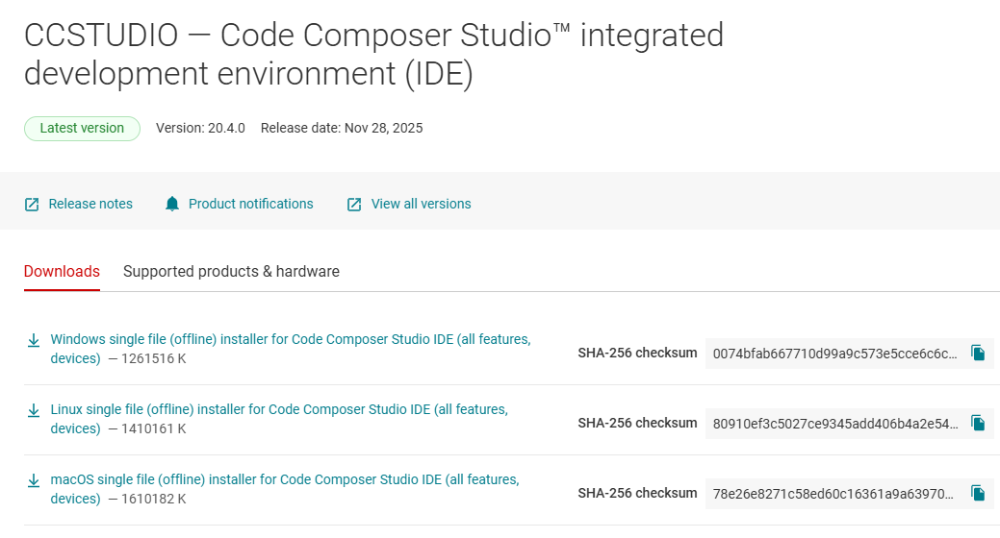 CCSTUDIO — Code Composer Studio™ integrated
development environment (IDE)
Latest version Version: 20.4.0 Release date: Nov 28, 2025
Release notes Product notifications View all versions
Downloads Supported products & hardware
Windows single file (offline) installer for Code Composer Studio IDE (all features,
devices) — 1261516 K
SHA-256 checksum 0074bfab667710d99a9c573e5cce6c6c...
Linux single file (offline) installer for Code Composer Studio IDE (all features,
devices) — 1410161 K
SHA-256 checksum 80910ef3c5027ce9345add406b4a2e54...
macOS single file (offline) installer for Code Composer Studio IDE (all features,
devices) — 1610182 K
SHA-256 checksum 78e26e8271c58ed60c16361a9a63970...